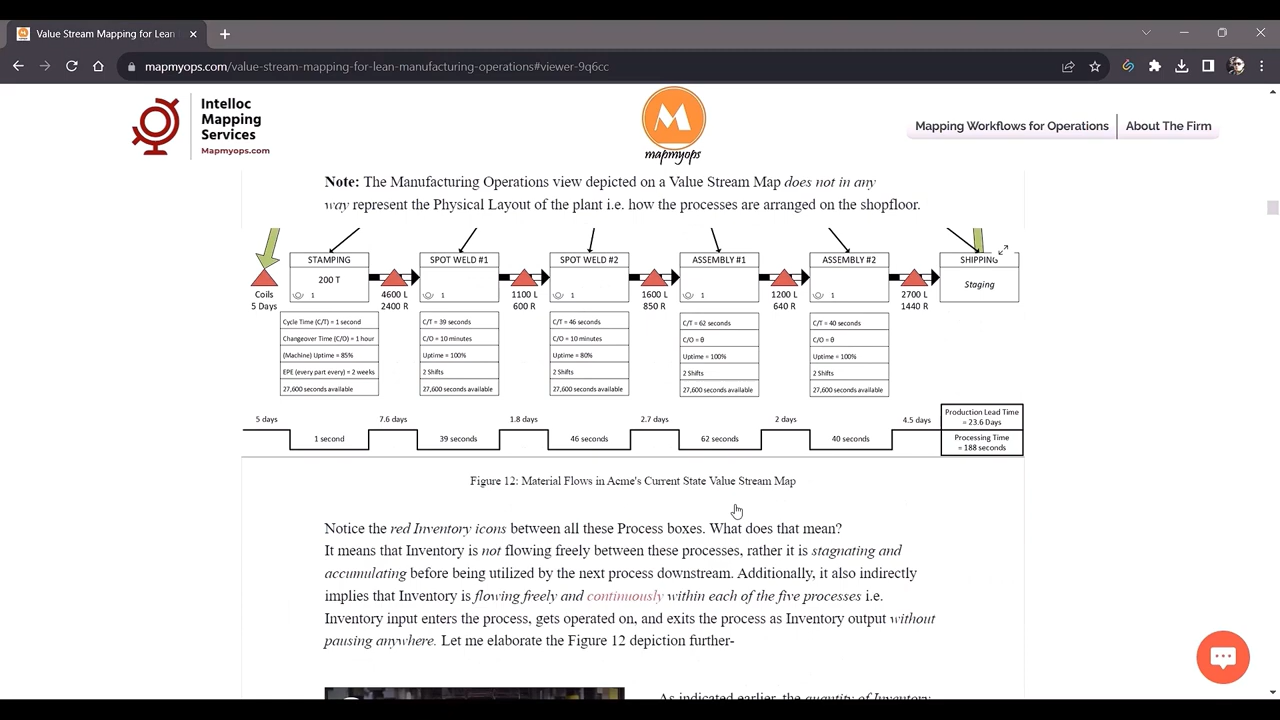 Value Stream Mapping for Lean
mapmyops.com/value-stream-mapping-for-lean-manufacturing-operations#viewer-9q6cc
Intelloc
Mapping
Services
Mapmyops.com
M
mapmyops
Mapping Workflows for Operations
About The Firm
Note: The Manufacturing Operations view depicted on a Value Stream Map does not in any
way represent the Physical Layout of the plant i.e. how the processes are arranged on the shopfloor.
STAMPING
SPOT WELD #1
SPOT WELD #2
ASSEMBLY #1
ASSEMBLY #2
SHIPPING
200 T
Staging
1
1
1
1
1
Coils
5 Days
4600 L
2400 R
1100 L
600 R
1600 L
850 R
1200 L
640 R
2700 L
1440 R
Cycle Time (C/T) = 1 second
Changeover Time (C/O) = 1 hour
(Machine) Uptime = 85%
EPE (every part every) = 2 weeks
27,600 seconds available
C/T = 39 seconds
C/O = 10 minutes
Uptime = 100%
2 Shifts
27,600 seconds available
C/T = 46 seconds
C/O = 10 minutes
Uptime = 80%
2 Shifts
27,600 seconds available
C/T = 62 seconds
C/O = 0
Uptime = 100%
2 Shifts
27,600 seconds available
C/T = 40 seconds
C/O = 0
Uptime = 100%
2 Shifts
27,600 seconds available
5 days
7.6 days
1.8 days
2.7 days
2 days
4.5 days
Production Lead Time
= 23.6 Days
1 second
39 seconds
46 seconds
62 seconds
40 seconds
Processing Time
= 188 seconds
Figure 12: Material Flows in Acme's Current State Value Stream Map
Notice the red Inventory icons between all these Process boxes. What does that mean?
It means that Inventory is not flowing freely between these processes, rather it is stagnating and
accumulating before being utilized by the next process downstream. Additionally, it also indirectly
implies that Inventory is flowing freely and continuously within each of the five processes i.e.
Inventory input enters the process, gets operated on, and exits the process as Inventory output without
pausing anywhere. Let me elaborate the Figure 12 depiction further-
As indicated earlier, the quantity of Inventory